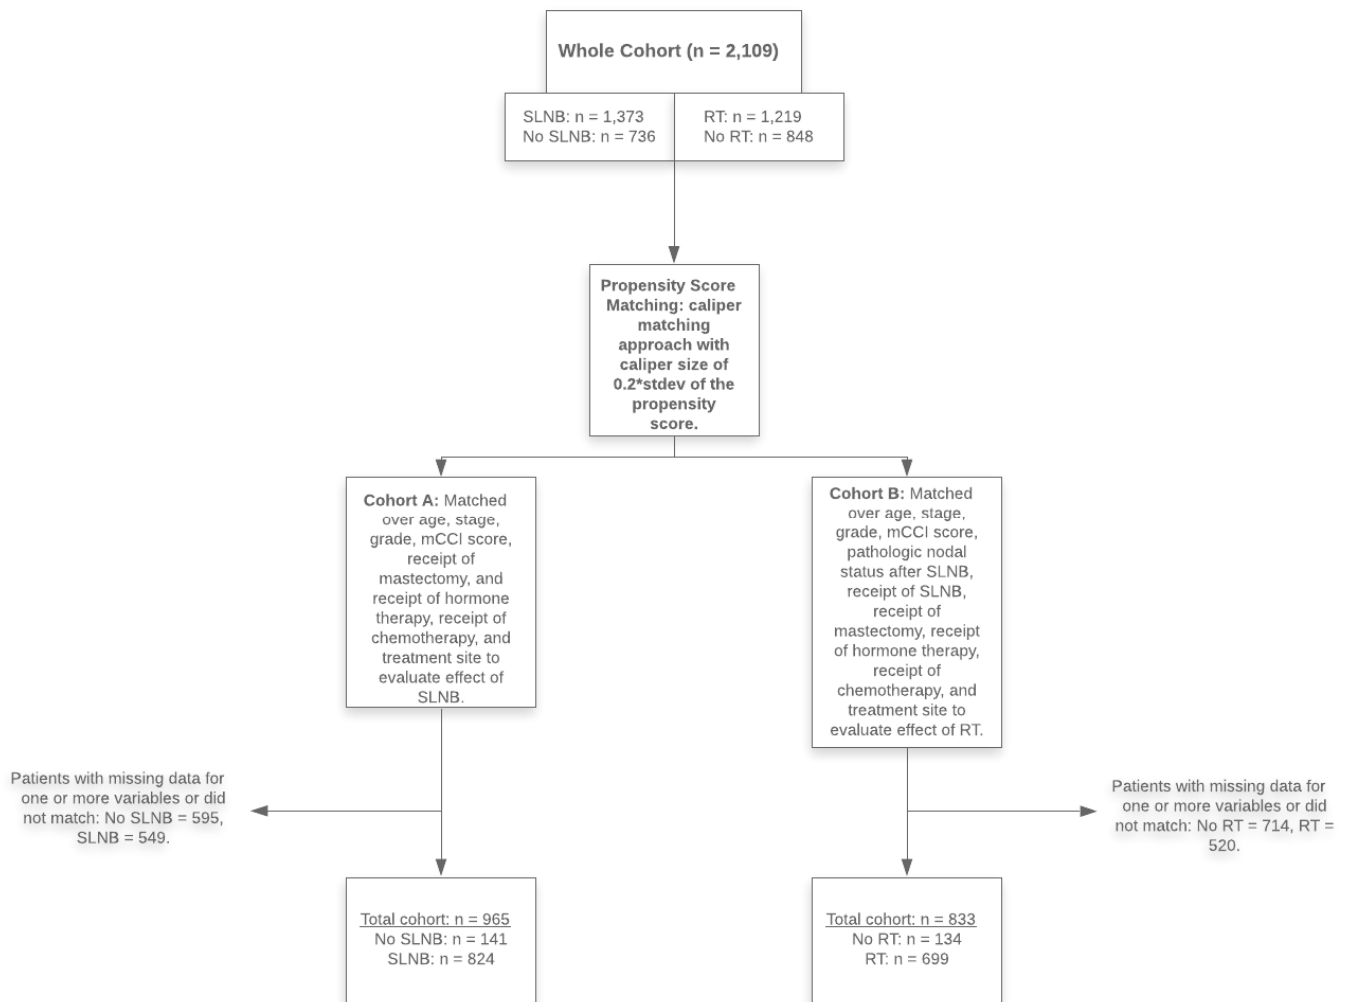 Whole Cohort (n = 2,109)
SLNB: n = 1,373
No SLNB: n = 736
RT: n = 1,219
No RT: n = 848
Propensity Score
Matching: caliper
matching
approach with
caliper size of
0.2*stdev of the
propensity
score.
Cohort A: Matched
over age, stage,
grade, mCCI score,
receipt of
mastectomy, and
receipt of hormone
therapy, receipt of
chemotherapy, and
treatment site to
evaluate effect of
SLNB.
Cohort B: Matched
over age, stage,
grade, mCCI score,
pathologic nodal
status after SLNB,
receipt of SLNB,
receipt of
mastectomy, receipt
of hormone therapy,
receipt of
chemotherapy, and
treatment site to
evaluate effect of RT.
Patients with missing data for
one or more variables or did
not match: No SLNB = 595,
SLNB = 549.
Patients with missing data for
one or more variables or did
not match: No RT = 714, RT =
520.
Total cohort: n = 965
No SLNB: n = 141
SLNB: n = 824
Total cohort: n = 833
No RT: n = 134
RT: n = 699